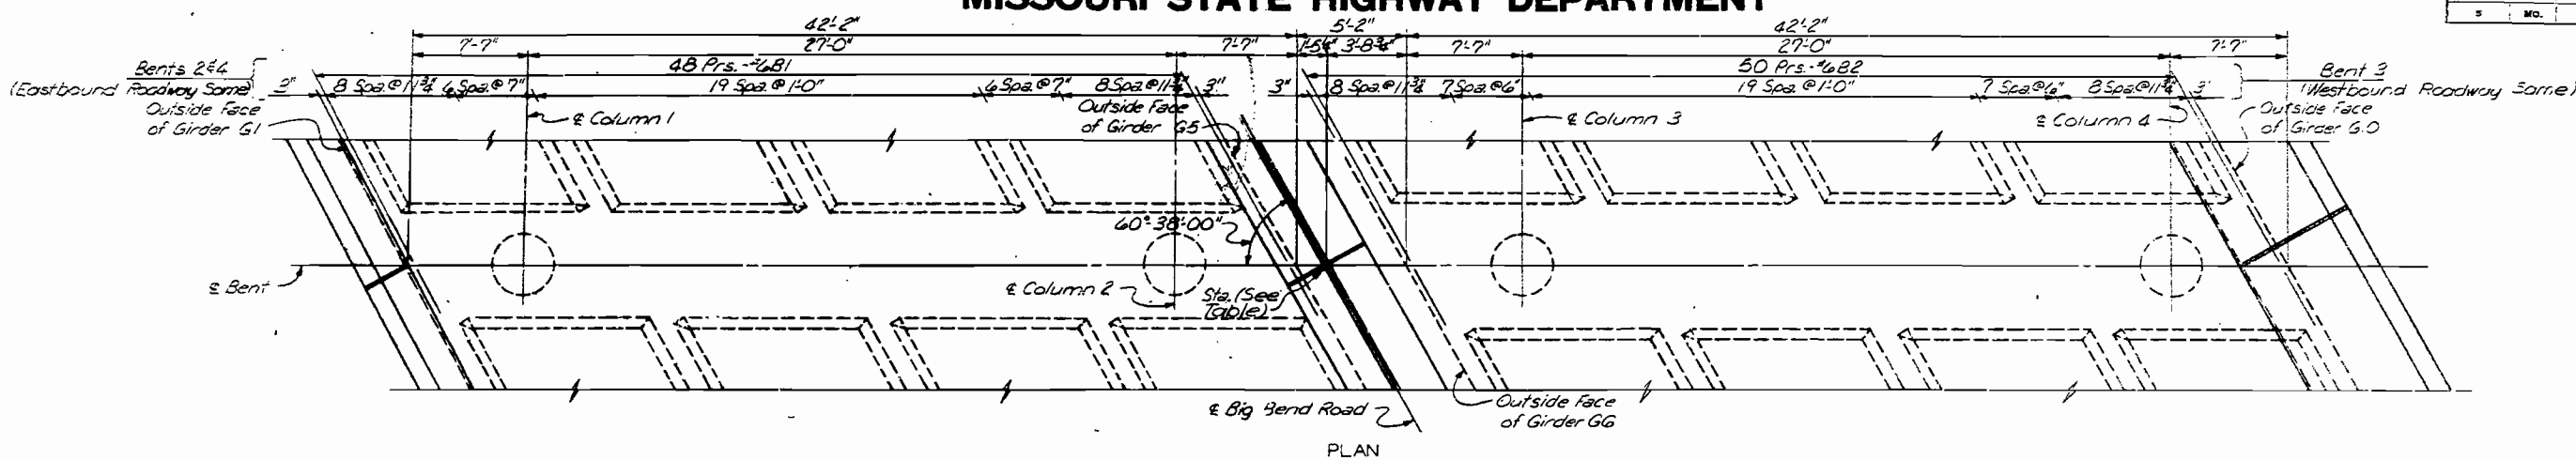 MISSOURI STATE HIGHWAY DEPARTMENT
5 MO.
42'-2" 5'-2" 42'-2"
7'-7" 27'-0" 7'-7" 3'-8¾" 7'-7" 27'-0" 7'-7"
48 Prs.-#6B1 50 Prs.-#6B2
3" 8 Spa.@11¾" 6 Spa.@7" 19 Spa.@1'-0" 6 Spa.@7" 8 Spa.@11¾" 3" 3" 8 Spa.@11¾" 7 Spa.@6" 19 Spa.@1'-0" 7 Spa.@6" 8 Spa.@11¾" 3"
Bents 2&4
(Eastbound Roadway Same)
Outside Face
of Girder G1
℄ Column 1
Outside Face
of Girder G5
℄ Column 3
℄ Column 4
Bent 3
(Westbound Roadway Same)
Outside Face
of Girder G.0
60°-38'-00"
℄ Bent
℄ Column 2
Sta. (See
Table)
℄ Big Bend Road
Outside Face
of Girder G6
PLAN